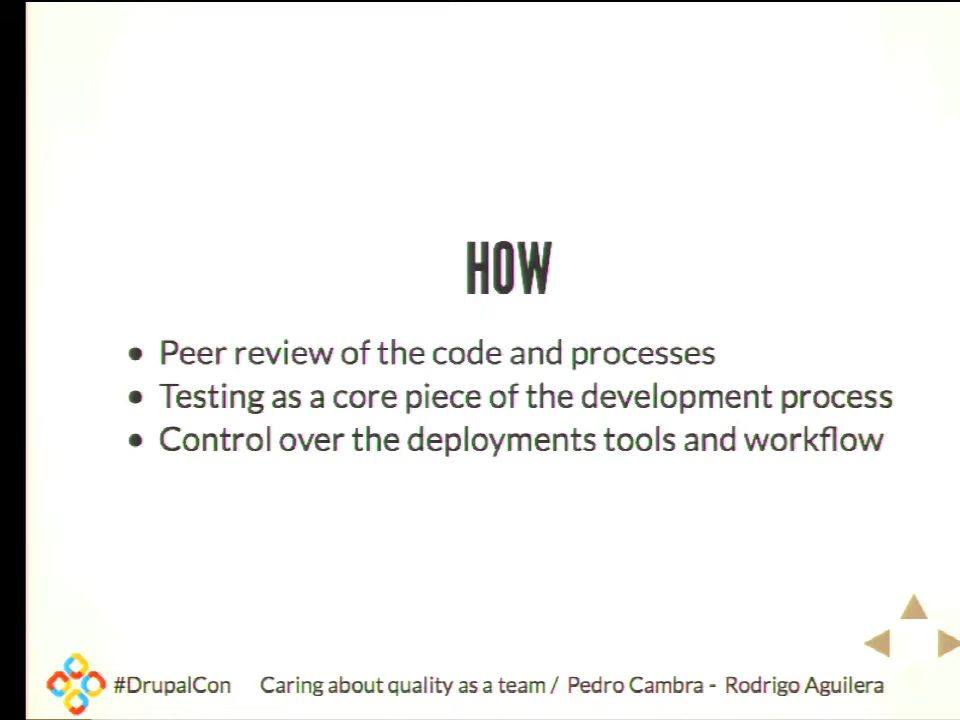 HOW
• Peer review of the code and processes
• Testing as a core piece of the development process
• Control over the deployments tools and workflow
#DrupalCon Caring about quality as a team / Pedro Cambra - Rodrigo Aguilera